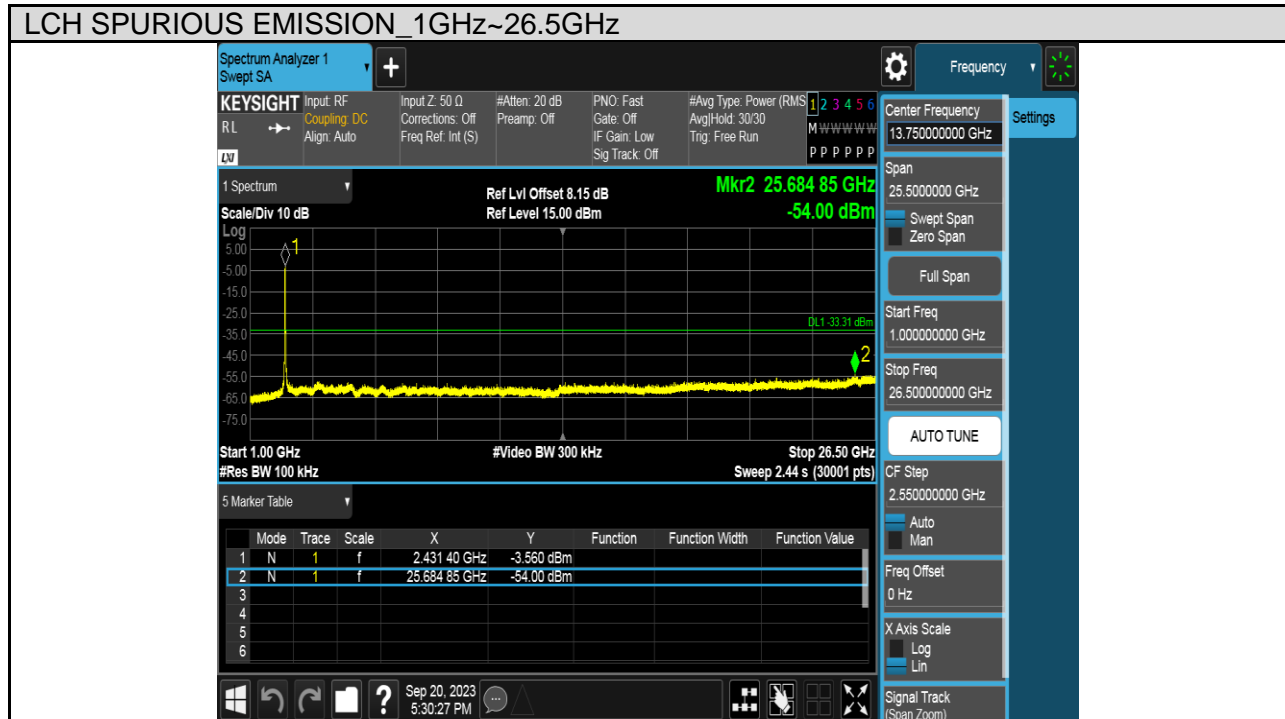 LCH SPURIOUS EMISSION_1GHz~26.5GHz
Spectrum Analyzer 1
Swept SA
+
Frequency
KEYSIGHT
RL
LXI
Input: RF
Coupling: DC
Align: Auto
Input Z: 50 Ω
Corrections: Off
Freq Ref: Int (S)
#Atten: 20 dB
Preamp: Off
PNO: Fast
Gate: Off
IF Gain: Low
Sig Track: Off
#Avg Type: Power (RMS
Avg|Hold: 30/30
Trig: Free Run
1 2 3 4 5 6
M W W W W W
P P P P P P
1 Spectrum
Scale/Div 10 dB
Ref Lvl Offset 8.15 dB
Ref Level 15.00 dBm
Mkr2 25.684 85 GHz
-54.00 dBm
Log
5.00
-5.00
-15.0
-25.0
-35.0
-45.0
-55.0
-65.0
-75.0
1
DL1 -33.31 dBm
2
Start 1.00 GHz
#Video BW 300 kHz
Stop 26.50 GHz
#Res BW 100 kHz
Sweep 2.44 s (30001 pts)
5 Marker Table
Mode Trace Scale X Y Function Function Width Function Value
1 N 1 f 2.431 40 GHz -3.560 dBm
2 N 1 f 25.684 85 GHz -54.00 dBm
3
4
5
6
?
Sep 20, 2023
5:30:27 PM
Center Frequency
13.750000000 GHz
Settings
Span
25.5000000 GHz
Swept Span
Zero Span
Full Span
Start Freq
1.000000000 GHz
Stop Freq
26.500000000 GHz
AUTO TUNE
CF Step
2.550000000 GHz
Auto
Man
Freq Offset
0 Hz
X Axis Scale
Log
Lin
Signal Track
(Span Zoom)